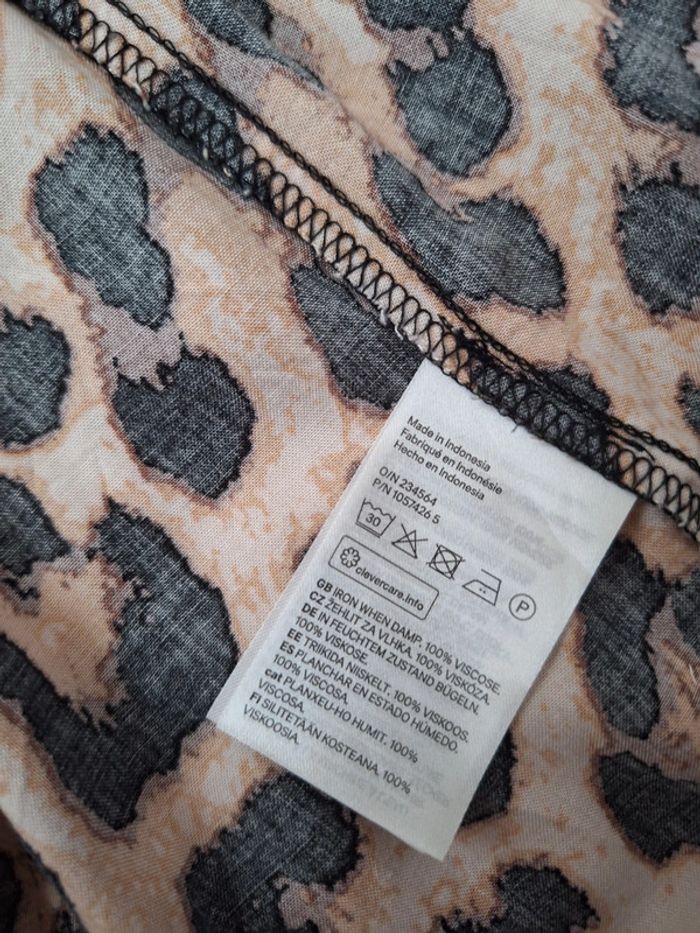 Made in Indonesia
Fabriqué en Indonésie
Hecho en Indonesia
O/N 234564
P/N 1057426 5
30
P
clevercare.info
GB IRON WHEN DAMP, 100% VISCOSE.
CZ ŽEHLIT ZA VLHKA, 100% VISKÓZA.
DE IN FEUCHTEM ZUSTAND BÜGELN,
100% VISKOSE.
EE TRIIKIDA NIISKELT, 100% VISKOOS.
ES PLANCHAR EN ESTADO HÚMEDO.
100% VISCOSA.
cat PLANXEU-HO HUMIT, 100%
VISCOSA.
FI SILITETÄÄN KOSTEANA, 100%
VISKOOSIA.